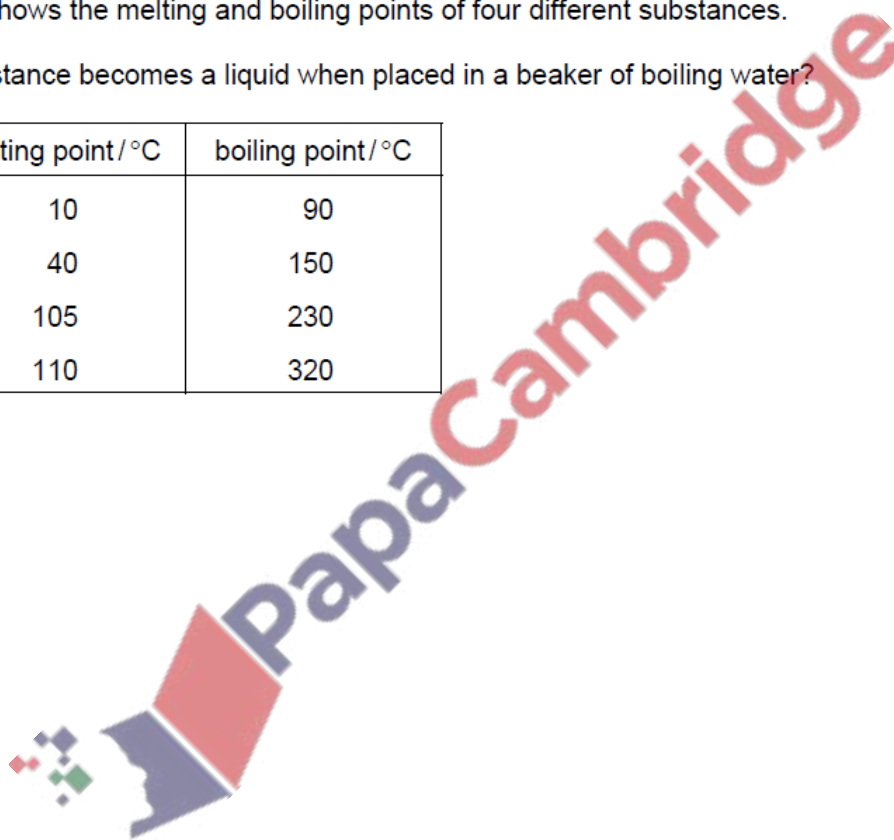 hows the melting and boiling points of four different substances.
stance becomes a liquid when placed in a beaker of boiling water?
ting point / °C boiling point / °C
10 90
40 150
105 230
110 320
PapaCambridge